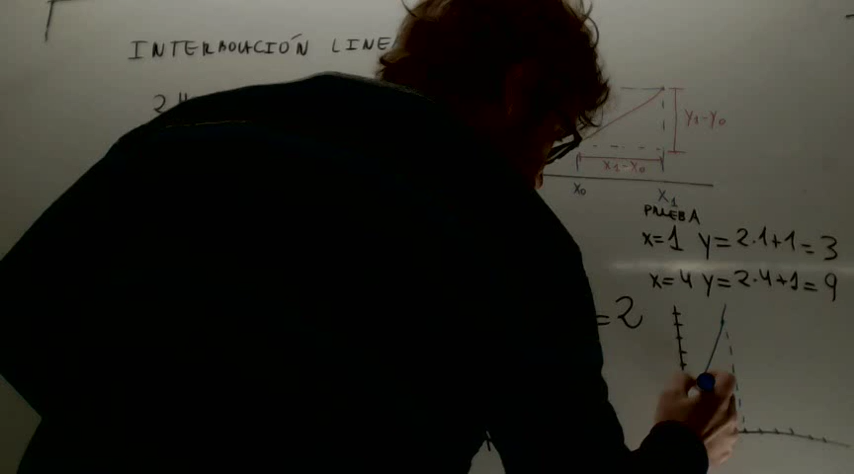 INTERPOLACIÓN LINE
Y1-Y0
X1-X0
X0
X1
PRUEBA
X=1 Y=2·1+1=3
X=4 Y=2·4+1=9
=2